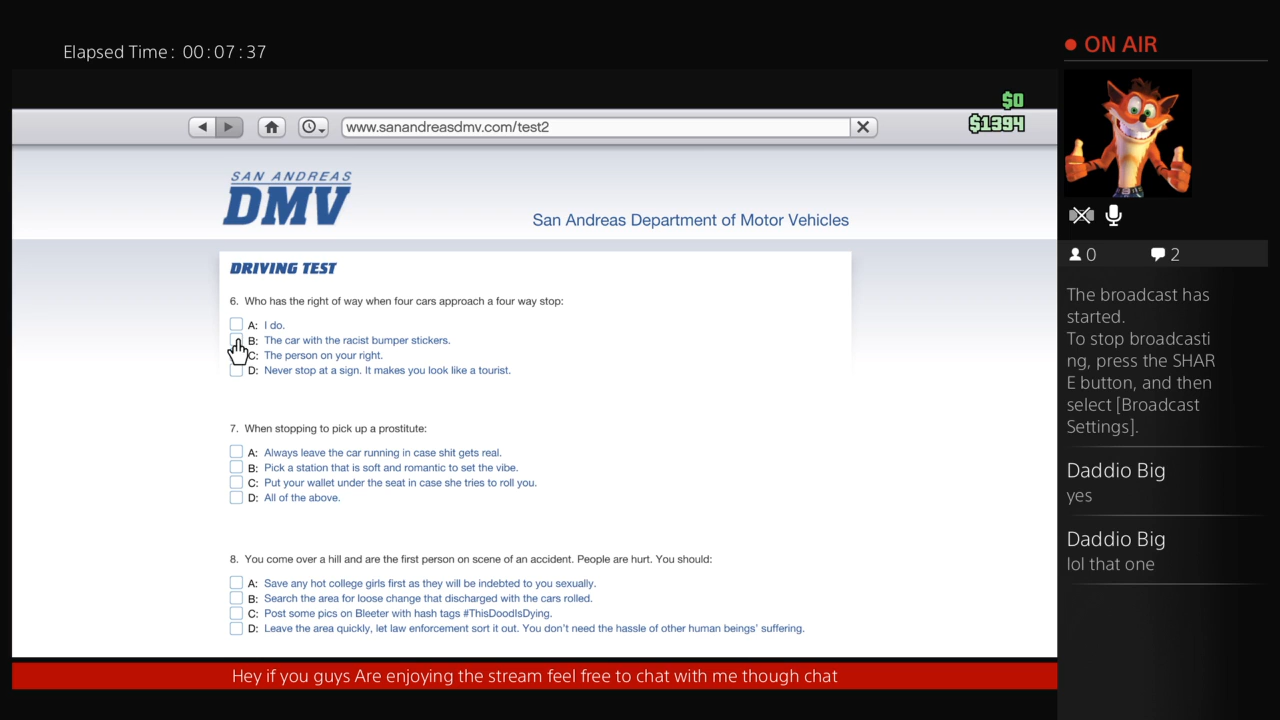 Elapsed Time: 00:07:37
ON AIR
$0
$1394
www.sanandreasdmv.com/test2
SAN ANDREAS
DMV
San Andreas Department of Motor Vehicles
0
2
DRIVING TEST
6. Who has the right of way when four cars approach a four way stop:
A: I do.
B: The car with the racist bumper stickers.
C: The person on your right.
D: Never stop at a sign. It makes you look like a tourist.
7. When stopping to pick up a prostitute:
A: Always leave the car running in case shit gets real.
B: Pick a station that is soft and romantic to set the vibe.
C: Put your wallet under the seat in case she tries to roll you.
D: All of the above.
8. You come over a hill and are the first person on scene of an accident. People are hurt. You should:
A: Save any hot college girls first as they will be indebted to you sexually.
B: Search the area for loose change that discharged with the cars rolled.
C: Post some pics on Bleeter with hash tags #ThisDoodIsDying.
D: Leave the area quickly, let law enforcement sort it out. You don't need the hassle of other human beings' suffering.
The broadcast has
started.
To stop broadcasti
ng, press the SHAR
E button, and then
select [Broadcast
Settings].
Daddio Big
yes
Daddio Big
lol that one
Hey if you guys Are enjoying the stream feel free to chat with me though chat